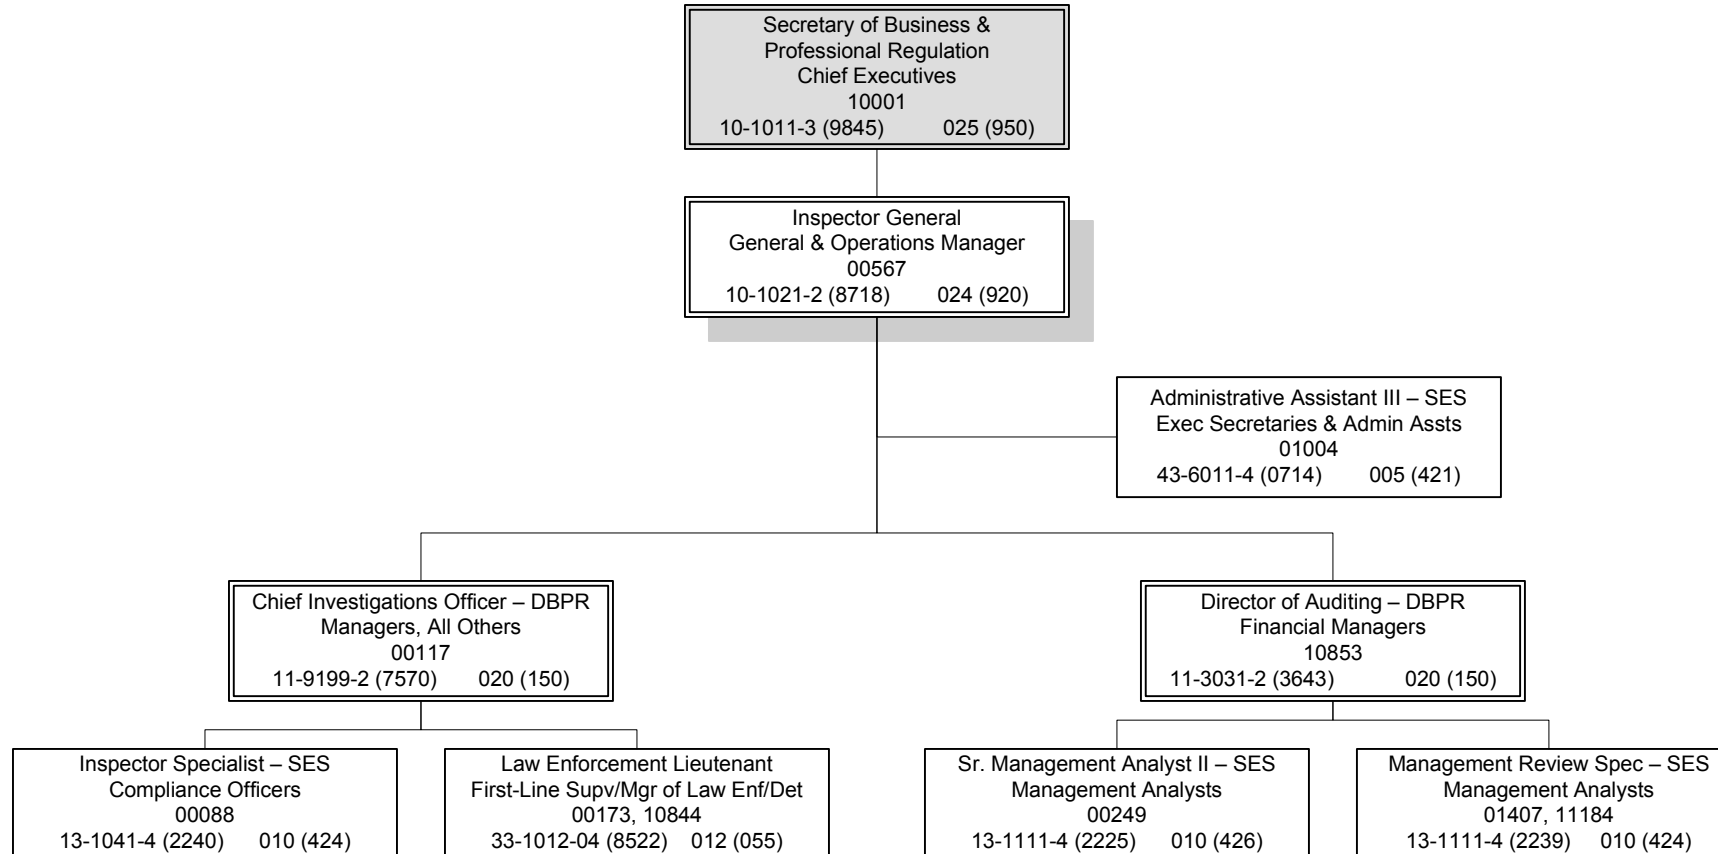 Secretary of Business &
Professional Regulation
Chief Executives
10001
10-1011-3 (9845) 025 (950)
Inspector General
General & Operations Manager
00567
10-1021-2 (8718) 024 (920)
Administrative Assistant III – SES
Exec Secretaries & Admin Assts
01004
43-6011-4 (0714) 005 (421)
Chief Investigations Officer – DBPR
Managers, All Others
00117
11-9199-2 (7570) 020 (150)
Director of Auditing – DBPR
Financial Managers
10853
11-3031-2 (3643) 020 (150)
Inspector Specialist – SES
Compliance Officers
00088
13-1041-4 (2240) 010 (424)
Law Enforcement Lieutenant
First-Line Supv/Mgr of Law Enf/Det
00173, 10844
33-1012-04 (8522) 012 (055)
Sr. Management Analyst II – SES
Management Analysts
00249
13-1111-4 (2225) 010 (426)
Management Review Spec – SES
Management Analysts
01407, 11184
13-1111-4 (2239) 010 (424)